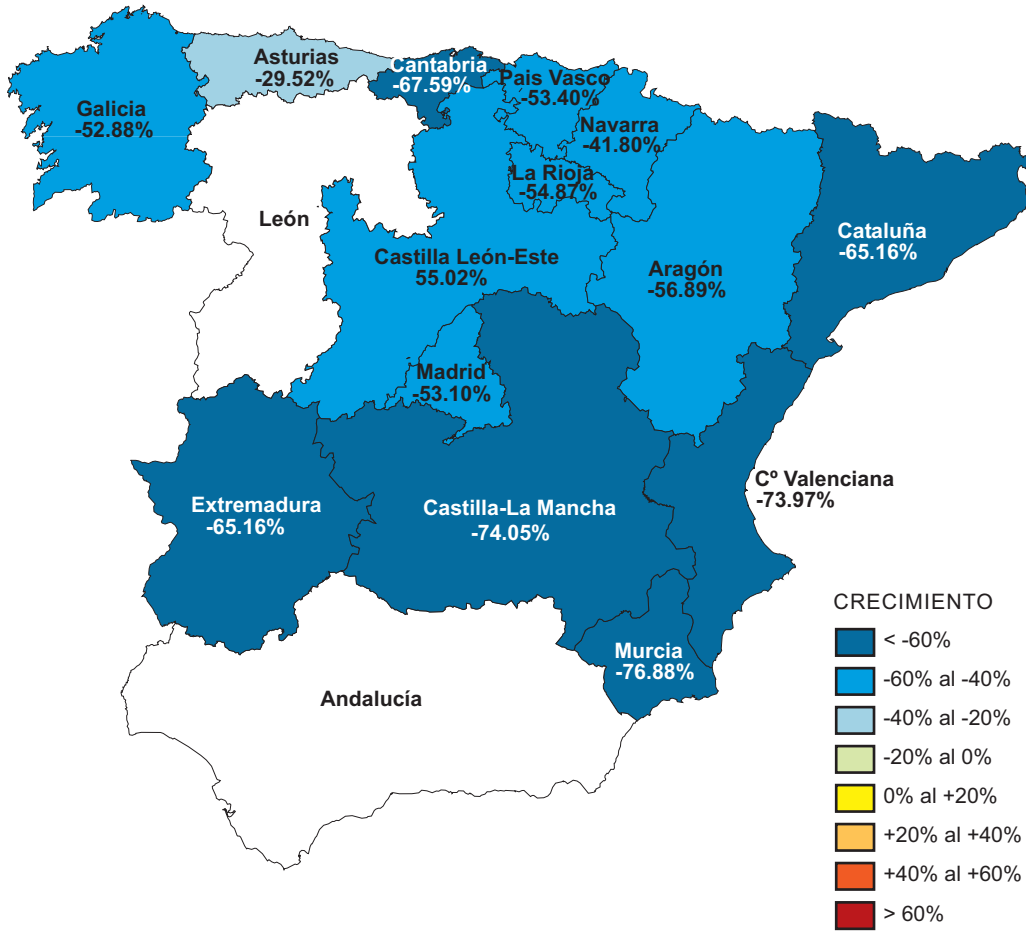 Asturias
-29.52%
Cantabria
-67.59%
Pais Vasco
-53.40%
Galicia
-52.88%
Navarra
-41.80%
La Rioja
-54.87%
León
Cataluña
-65.16%
Castilla León-Este
55.02%
Aragón
-56.89%
Madrid
-53.10%
Cº Valenciana
-73.97%
Extremadura
-65.16%
Castilla-La Mancha
-74.05%
Murcia
-76.88%
Andalucía
CRECIMIENTO
< -60%
-60% al -40%
-40% al -20%
-20% al 0%
0% al +20%
+20% al +40%
+40% al +60%
> 60%